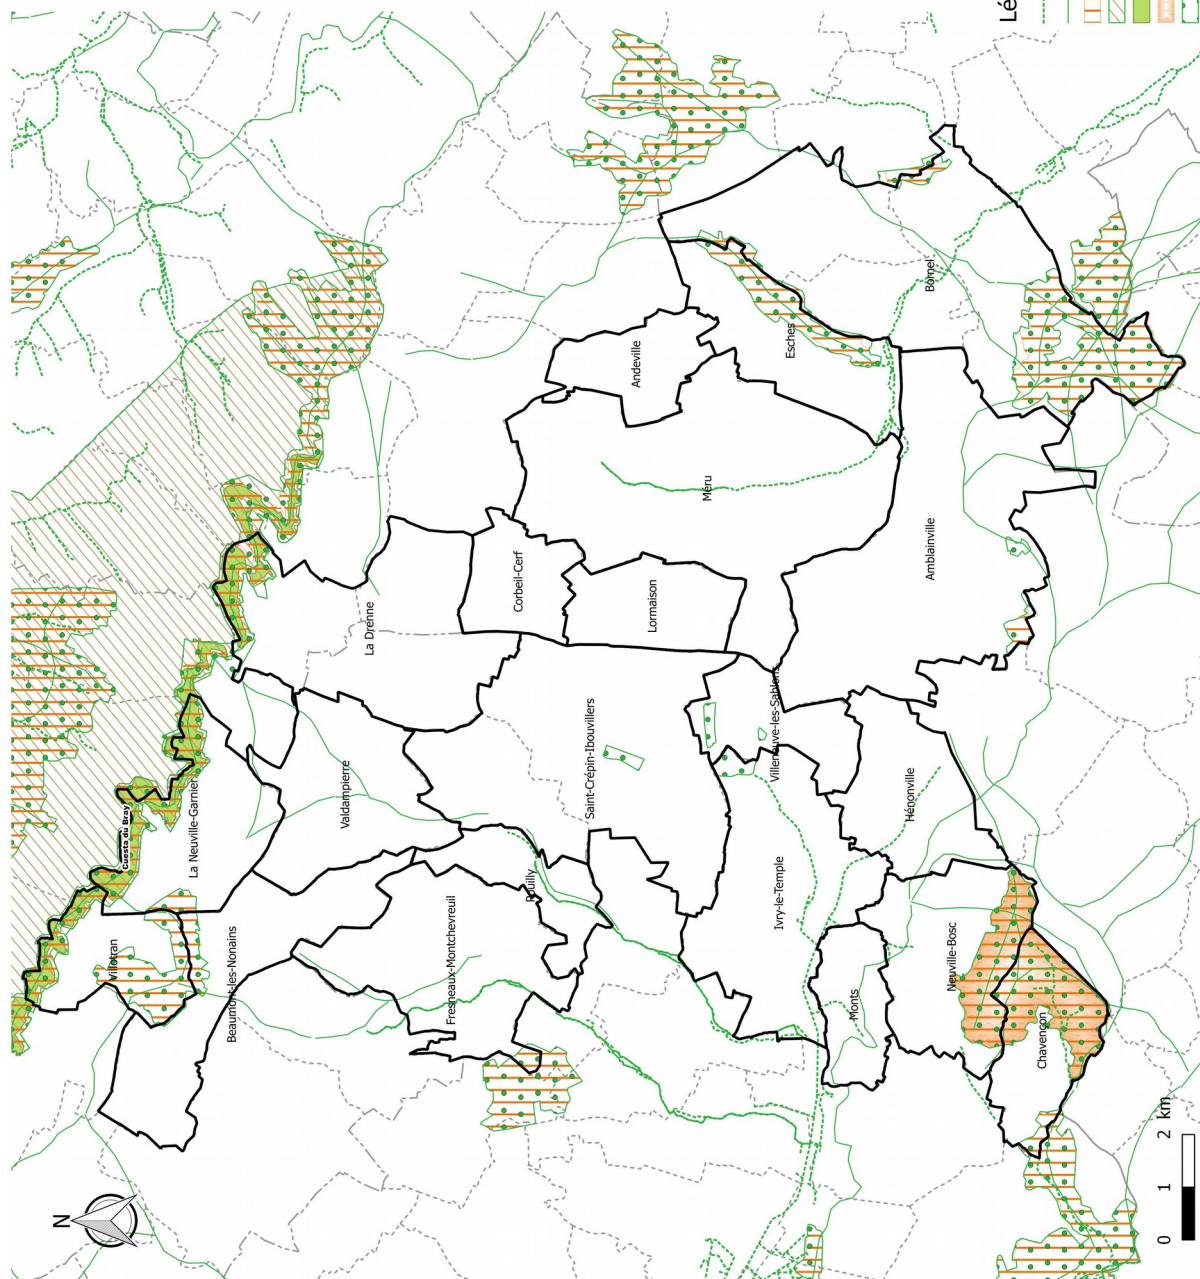 N
Cuesta du Bray
Villotran
La Neuville-Garnier
Beaumont-les-Nonains
Valdampierre
La Drenne
Fresneaux-Montchevreuil
Pouilly
Saint-Crépin-Ibouvillers
Corbeil-Cerf
Lormaison
Andeville
Méru
Esches
Bornel
Ivry-le-Temple
Villeneuve-les-Sablons
Amblainville
Hénonville
Monts
Neuville-Bosc
Chavençon
0 1 2 km
Lé